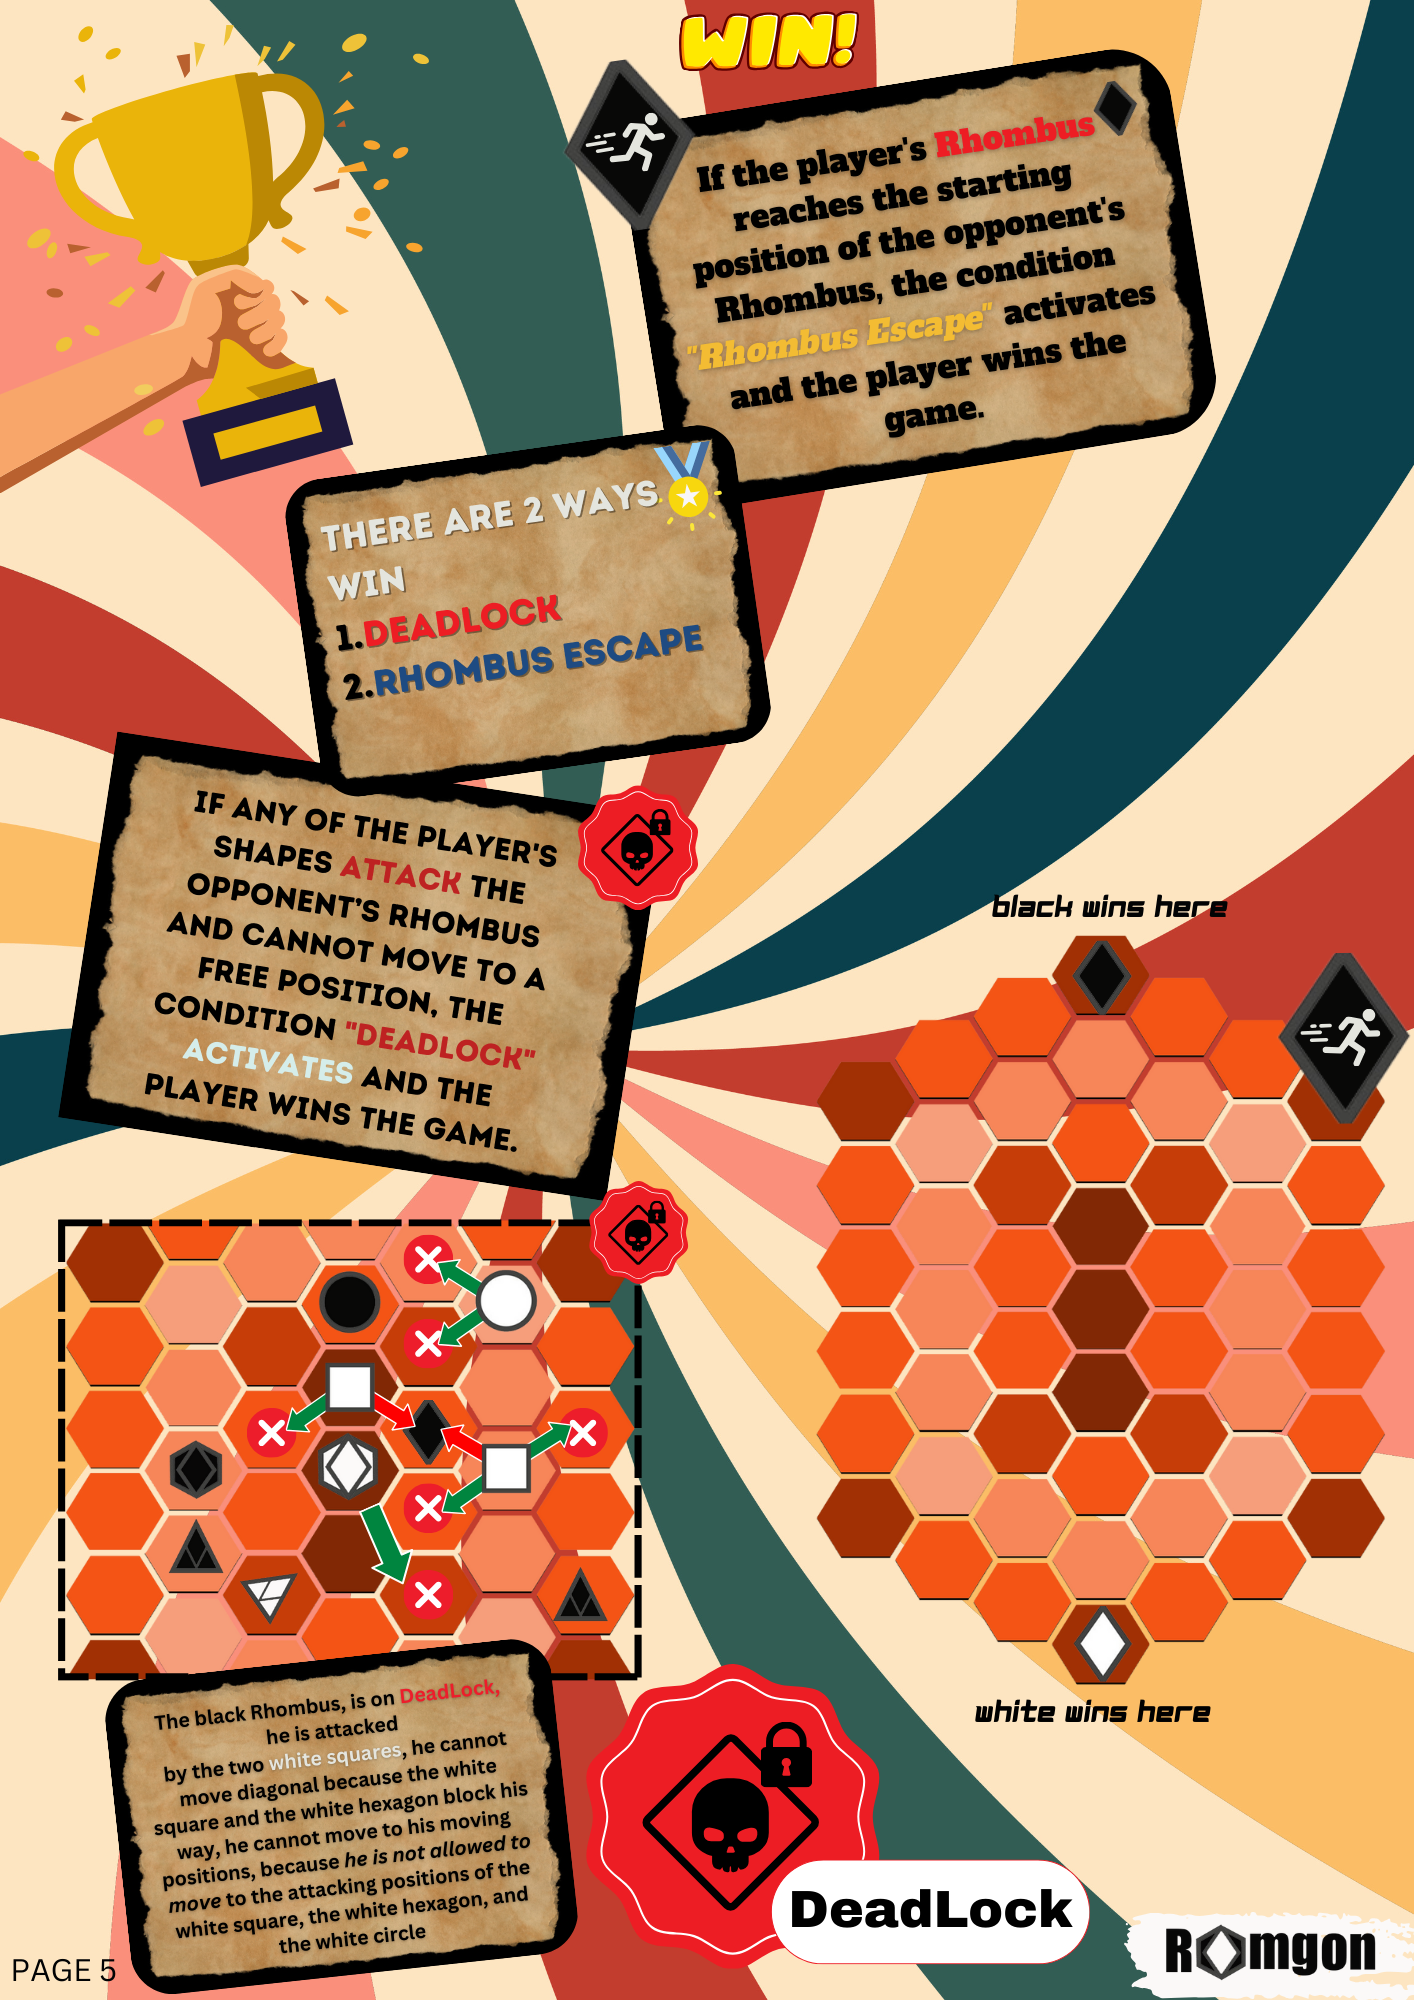 WIN!
If the player's Rhombus
reaches the starting
position of the opponent's
Rhombus, the condition
"Rhombus Escape" activates
and the player wins the
game.
THERE ARE 2 WAYS
WIN
1.DEADLOCK
2.RHOMBUS ESCAPE
IF ANY OF THE PLAYER'S
SHAPES ATTACK THE
OPPONENT'S RHOMBUS
AND CANNOT MOVE TO A
FREE POSITION, THE
CONDITION "DEADLOCK"
ACTIVATES AND THE
PLAYER WINS THE GAME.
black wins here
white wins here
The black Rhombus, is on DeadLock,
he is attacked
by the two white squares, he cannot
move diagonal because the white
square and the white hexagon block his
way, he cannot move to his moving
positions, because he is not allowed to
move to the attacking positions of the
white square, the white hexagon, and
the white circle
DeadLock
PAGE 5
Romgon